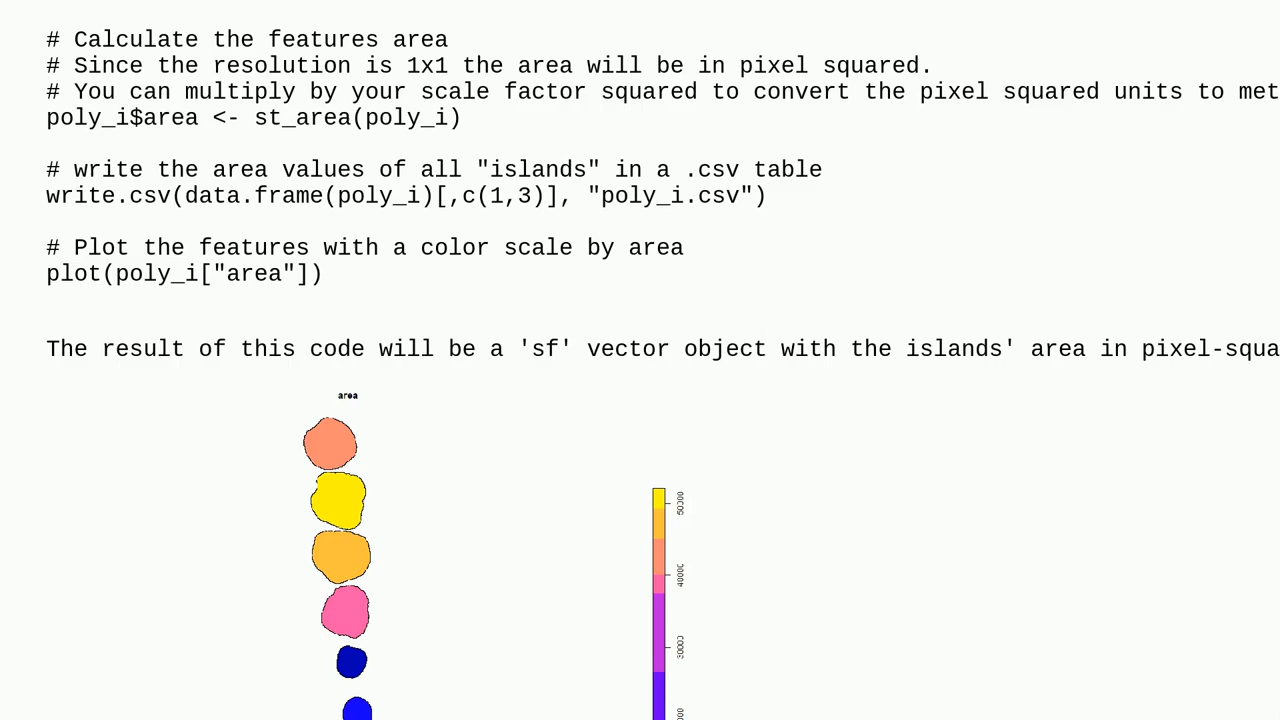 # Calculate the features area
# Since the resolution is 1x1 the area will be in pixel squared.
# You can multiply by your scale factor squared to convert the pixel squared units to met
poly_i$area <- st_area(poly_i)
# write the area values of all "islands" in a .csv table
write.csv(data.frame(poly_i)[,c(1,3)], "poly_i.csv")
# Plot the features with a color scale by area
plot(poly_i["area"])
The result of this code will be a 'sf' vector object with the islands' area in pixel-squa
area
50000
40000
30000